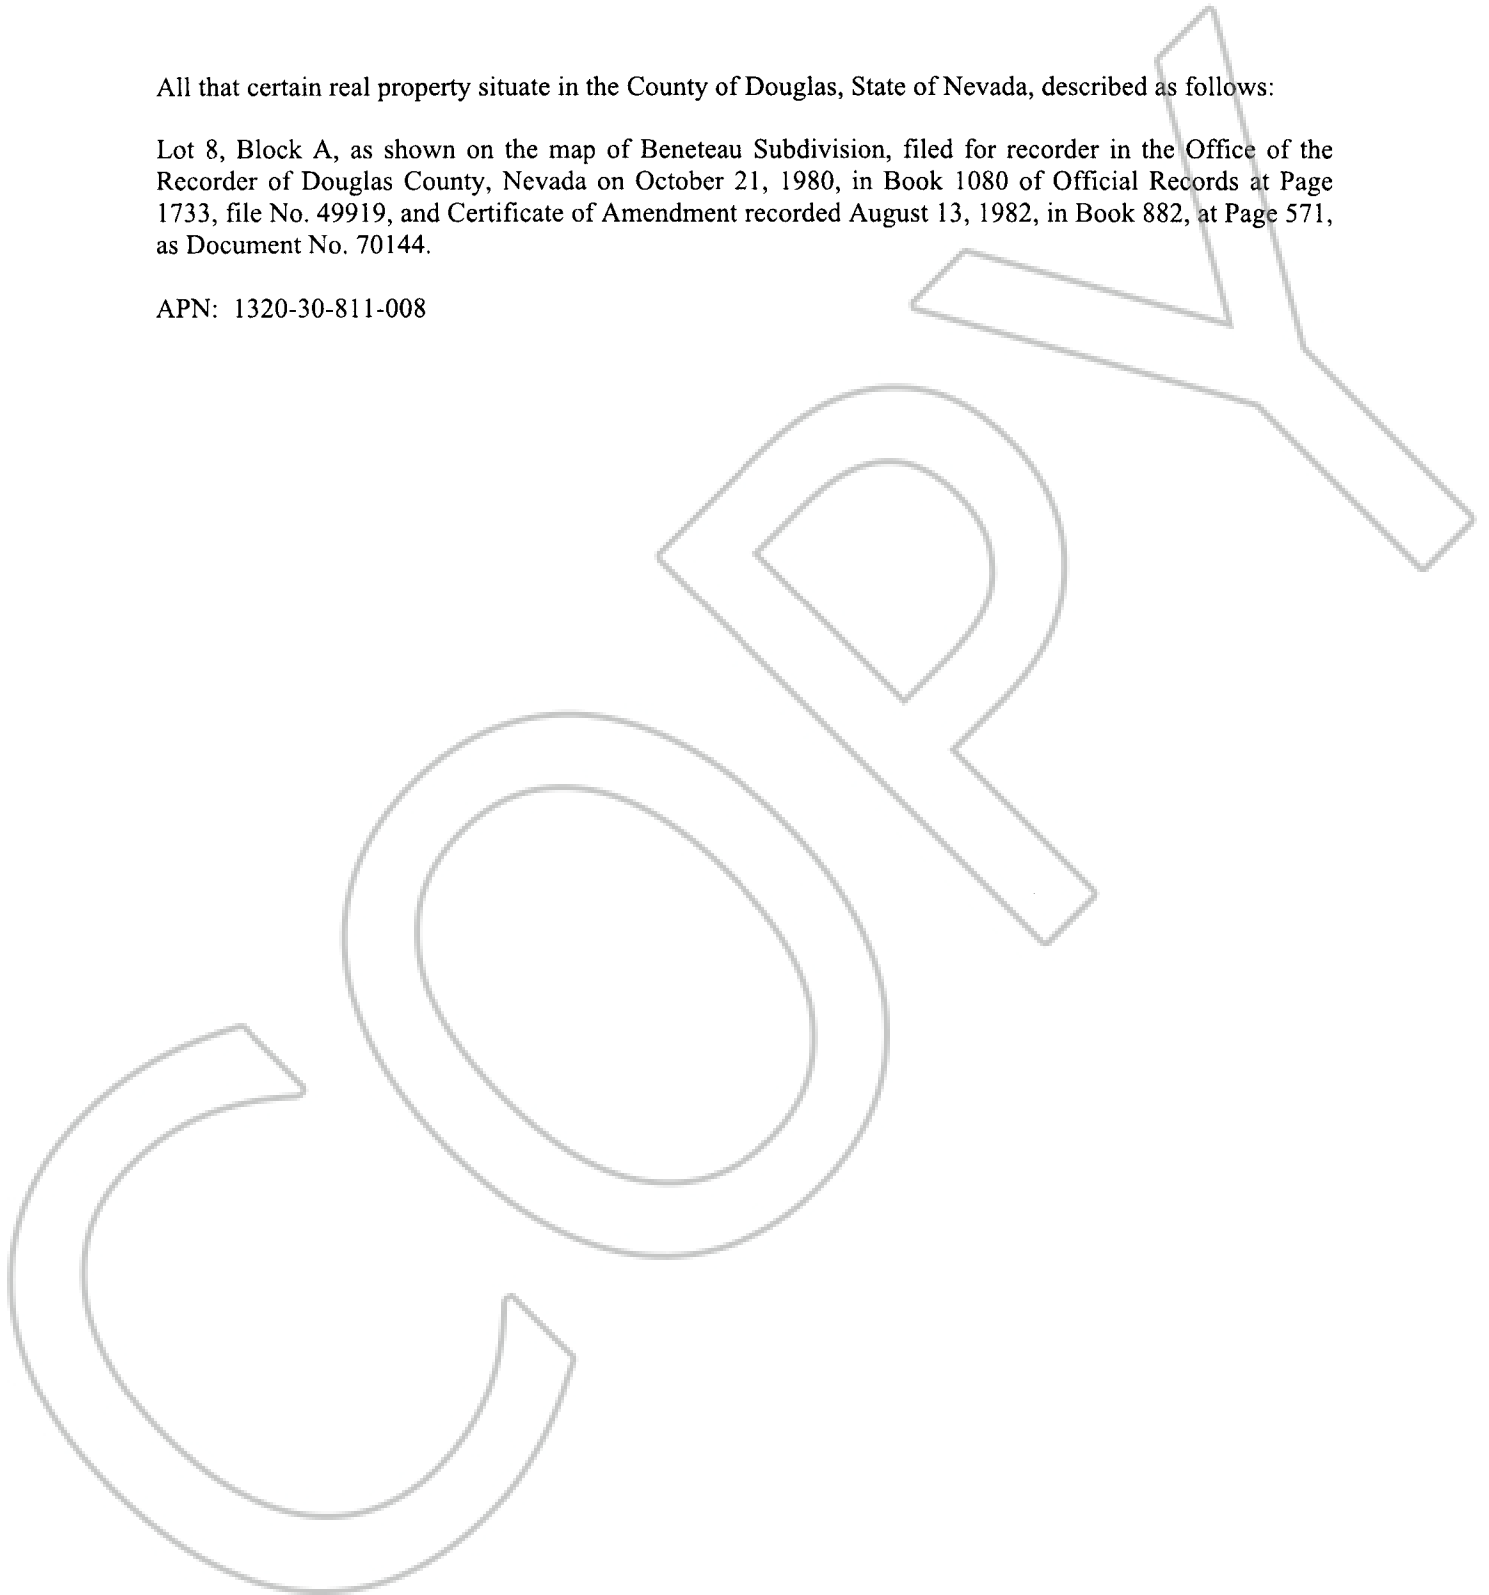 All that certain real property situate in the County of Douglas, State of Nevada, described as follows:
Lot 8, Block A, as shown on the map of Beneteau Subdivision, filed for recorder in the Office of the
Recorder of Douglas County, Nevada on October 21, 1980, in Book 1080 of Official Records at Page
1733, file No. 49919, and Certificate of Amendment recorded August 13, 1982, in Book 882, at Page 571,
as Document No. 70144.
APN: 1320-30-811-008
COPY